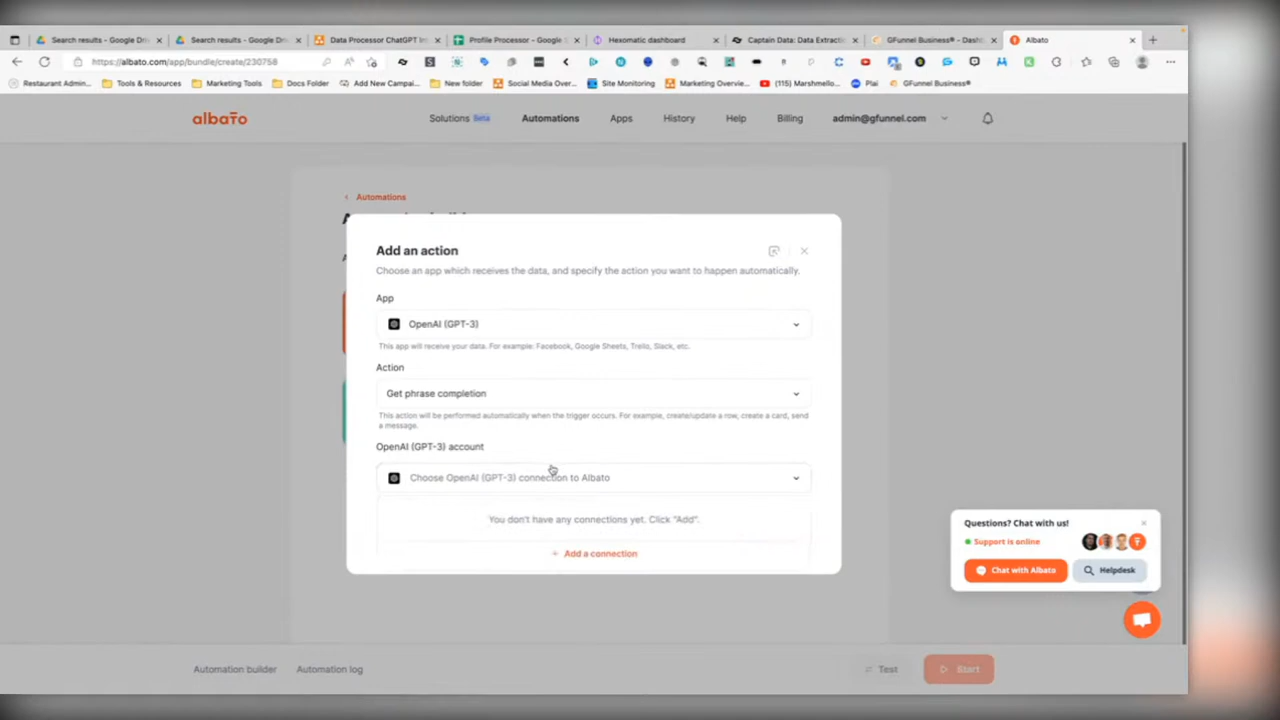 Search results - Google Driv
Search results - Google Driv
Data Processor ChatGPT In
Profile Processor - Google S
Hexomatic dashboard
Captain Data: Data Extracti
GFunnel Business® - Dashb
Albato
https://albato.com/app/bundle/create/230758
Restaurant Admin...
Tools & Resources
Marketing Tools
Docs Folder
Add New Campai...
New folder
Social Media Over...
Site Monitoring
Marketing Overvie...
(115) Marshmello...
Plai
GFunnel Business®
albato
Solutions Beta
Automations
Apps
History
Help
Billing
admin@gfunnel.com
Automations
Add an action
Choose an app which receives the data, and specify the action you want to happen automatically.
App
OpenAI (GPT-3)
This app will receive your data. For example: Facebook, Google Sheets, Trello, Slack, etc.
Action
Get phrase completion
This action will be performed automatically when the trigger occurs. For example, create/update a row, create a card, send
a message.
OpenAI (GPT-3) account
Choose OpenAI (GPT-3) connection to Albato
You don't have any connections yet. Click "Add".
+ Add a connection
Questions? Chat with us!
Support is online
Chat with Albato
Helpdesk
Automation builder
Automation log
Test
Start